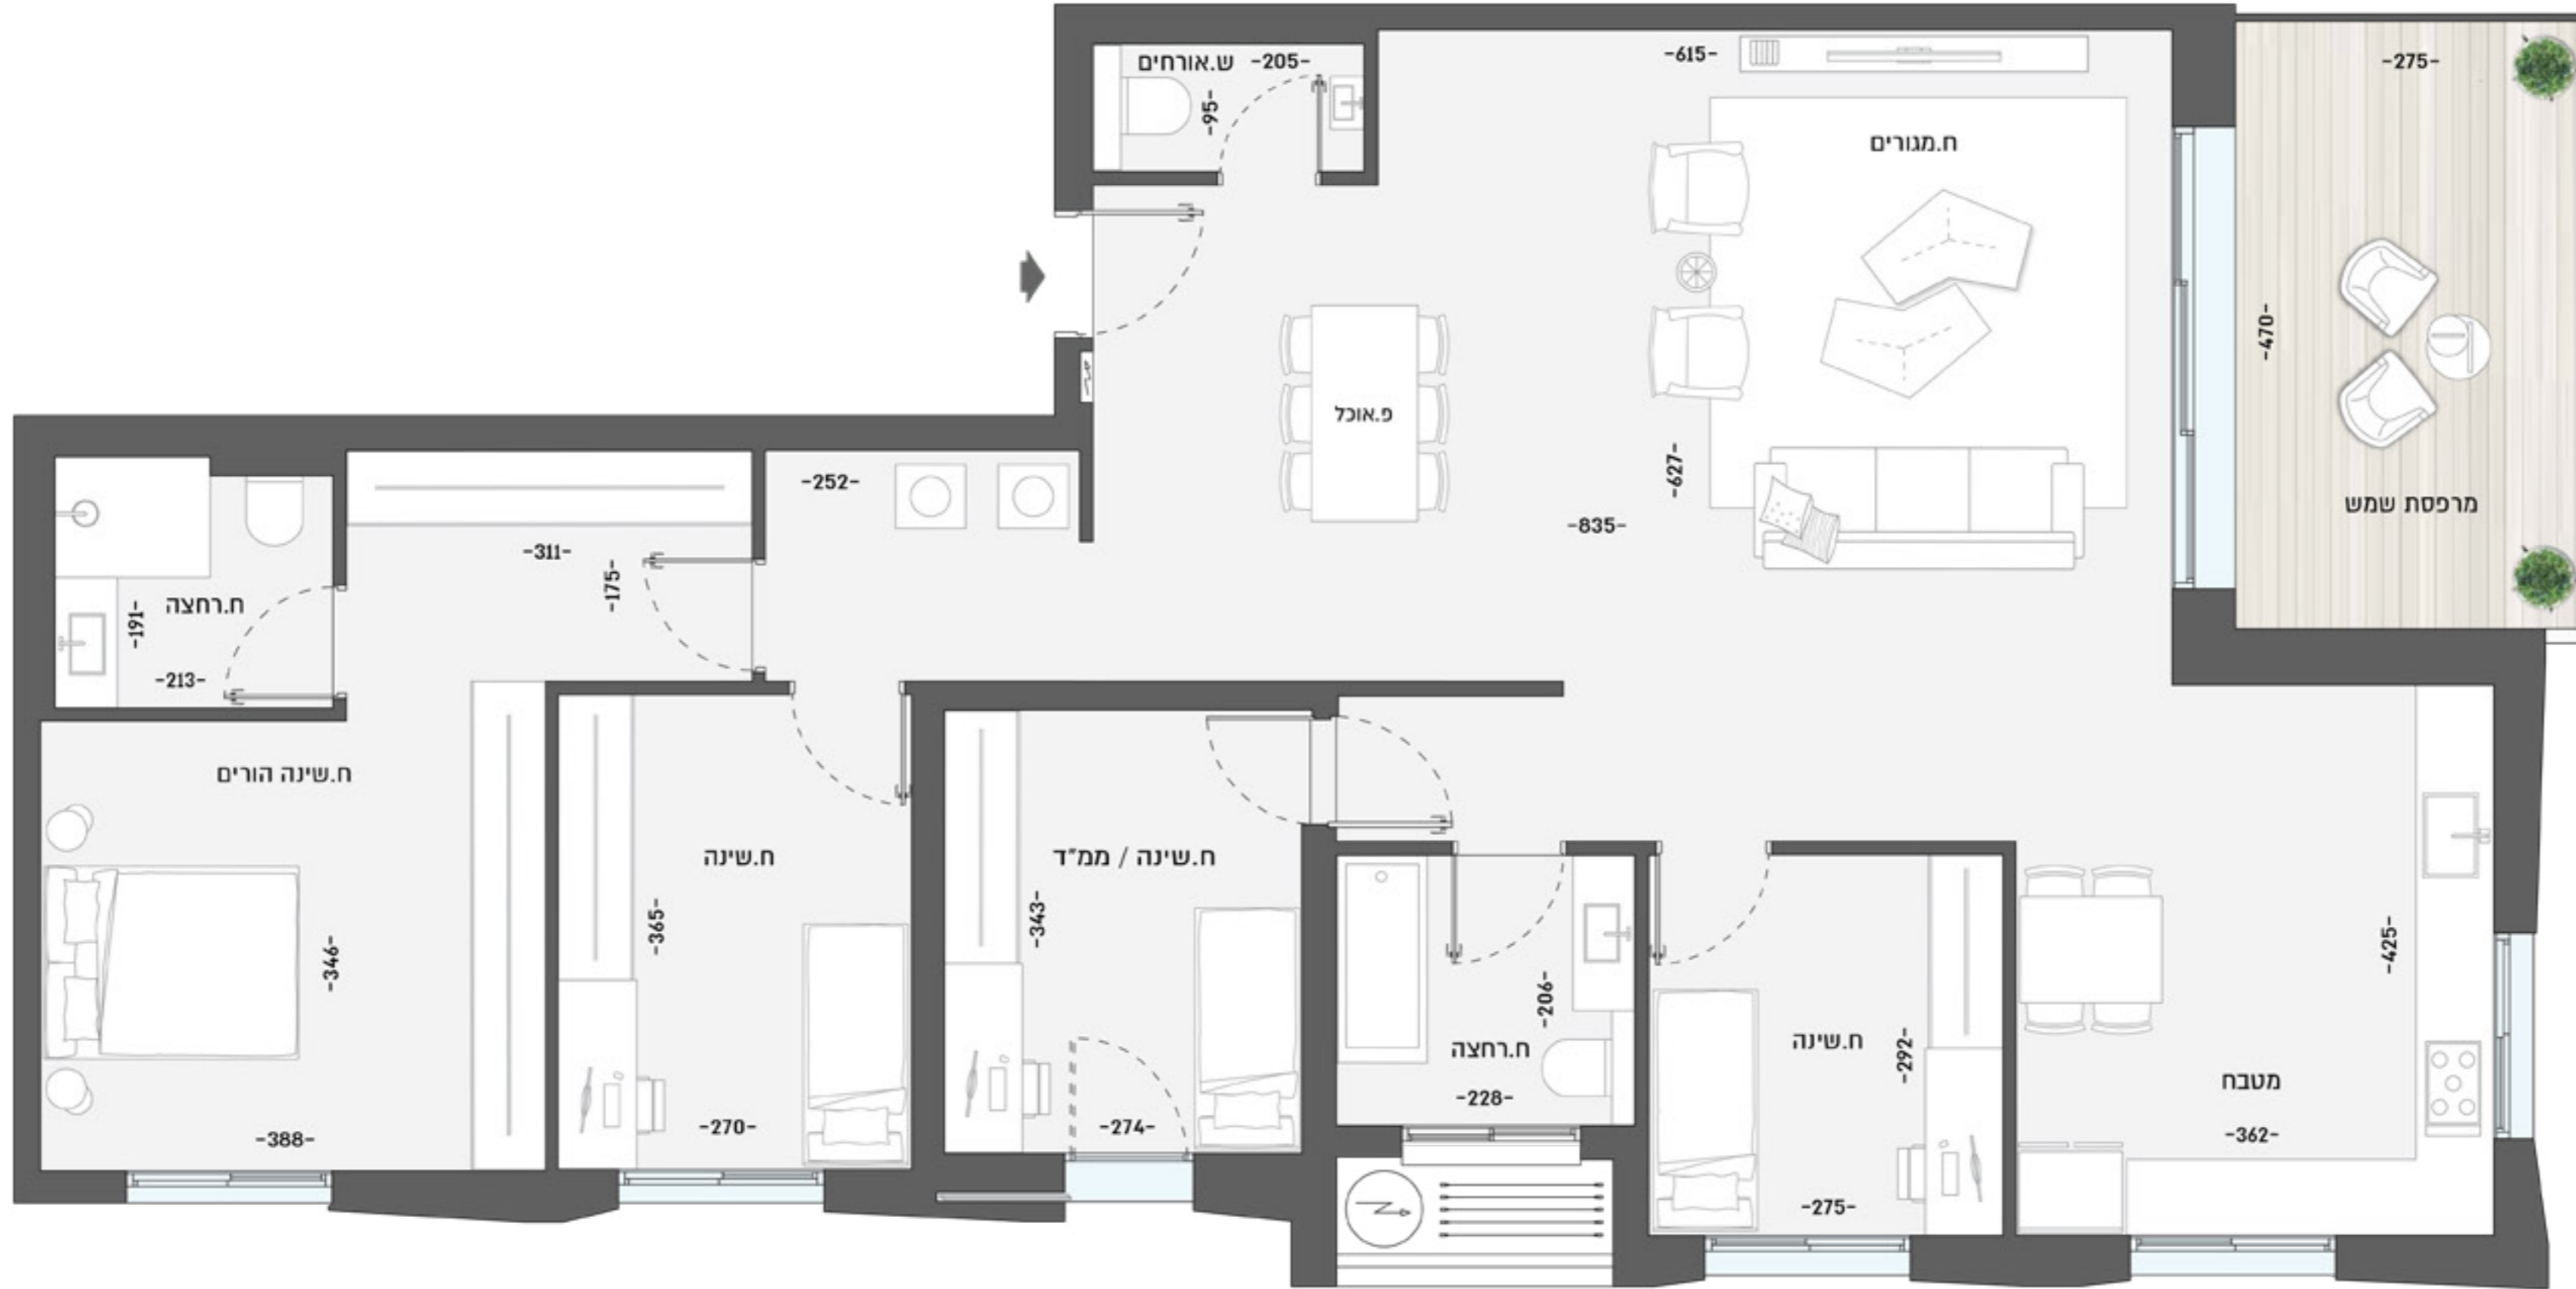 ש.אורחים
-205-
-95-
-615-
ח.מגורים
-275-
-470-
מרפסת שמש
פ.אוכל
-627-
-835-
-252-
-311-
-175-
ח.רחצה
-191-
-213-
ח.שינה הורים
-346-
-388-
ח.שינה
-365-
-270-
ח.שינה / ממ"ד
-343-
-274-
-206-
ח.רחצה
-228-
ח.שינה
-292-
-275-
-425-
מטבח
-362-